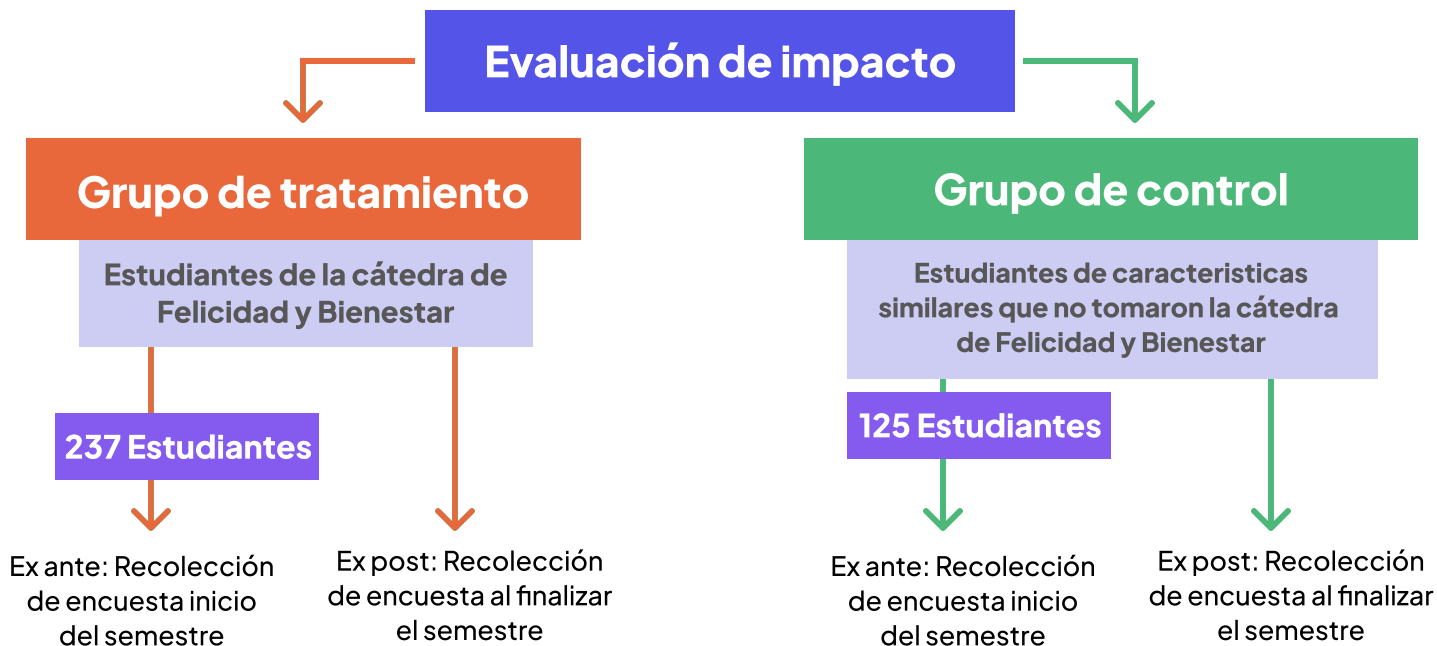 Evaluación de impacto
Grupo de tratamiento
Estudiantes de la cátedra de
Felicidad y Bienestar
237 Estudiantes
Ex ante: Recolección
de encuesta inicio
del semestre
Ex post: Recolección
de encuesta al finalizar
el semestre
Grupo de control
Estudiantes de caracteristicas
similares que no tomaron la cátedra
de Felicidad y Bienestar
125 Estudiantes
Ex ante: Recolección
de encuesta inicio
del semestre
Ex post: Recolección
de encuesta al finalizar
el semestre